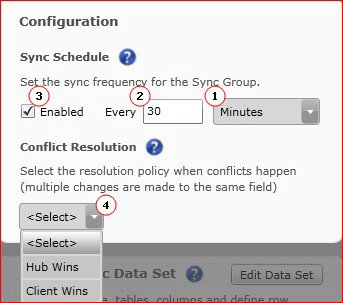 Configuration
Sync Schedule ?
Set the sync frequency for the Sync Group.
3 2 1
Enabled Every 30 Minutes
Conflict Resolution ?
Select the resolution policy when conflicts happen
(multiple changes are made to the same field)
<Select> 4
<Select>
Hub Wins
Client Wins
Data Set ? Edit Data Set
tables, columns and define row